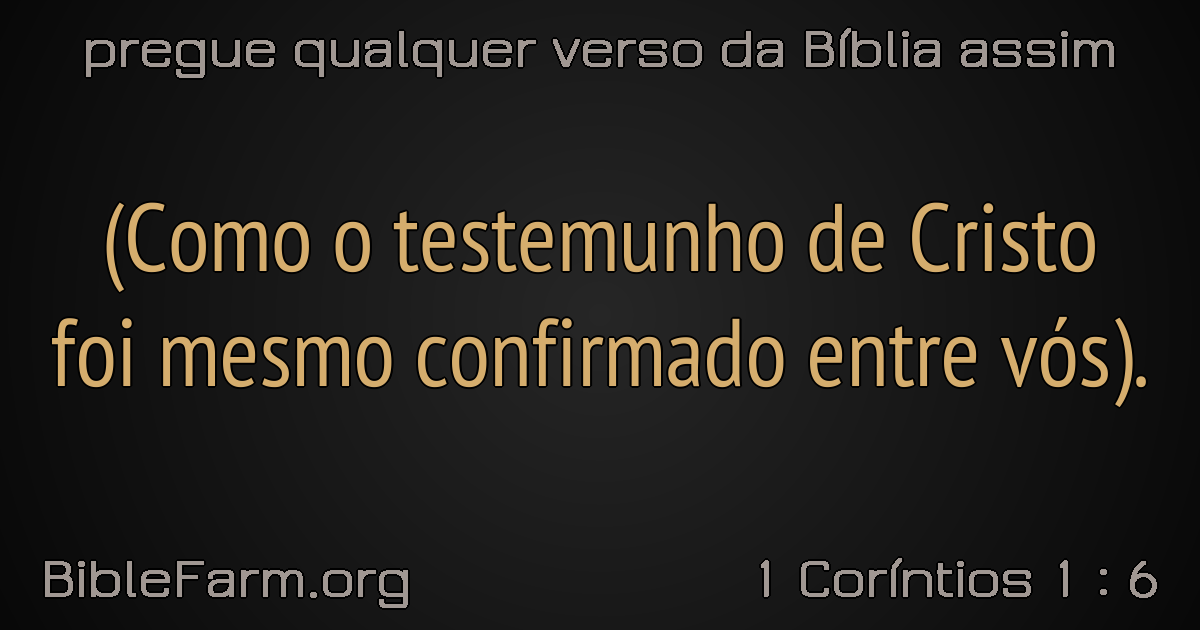 pregue qualquer verso da Bíblia assim
(Como o testemunho de Cristo
foi mesmo confirmado entre vós).
BibleFarm.org
1 Coríntios 1 : 6